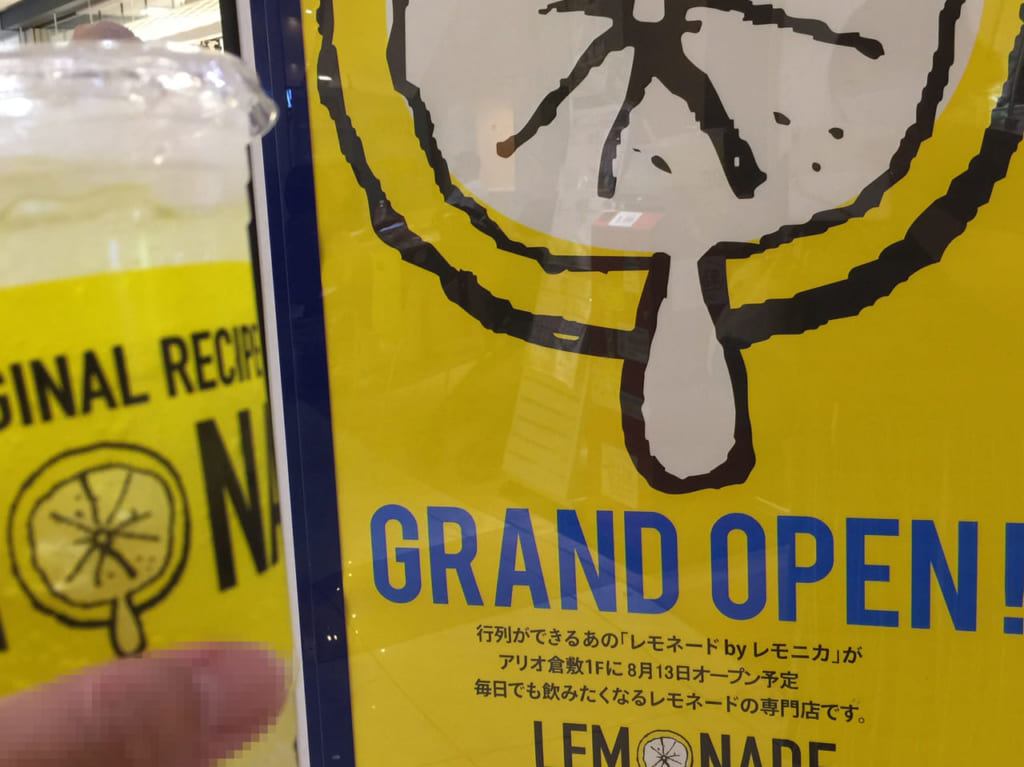 GINAL RECIPE
NA
GRAND OPEN!
行列ができるあの「レモネード by レモニカ」が
アリオ倉敷1Fに 8月13日オープン予定
毎日でも飲みたくなるレモネードの専門店です。
LEMONADE